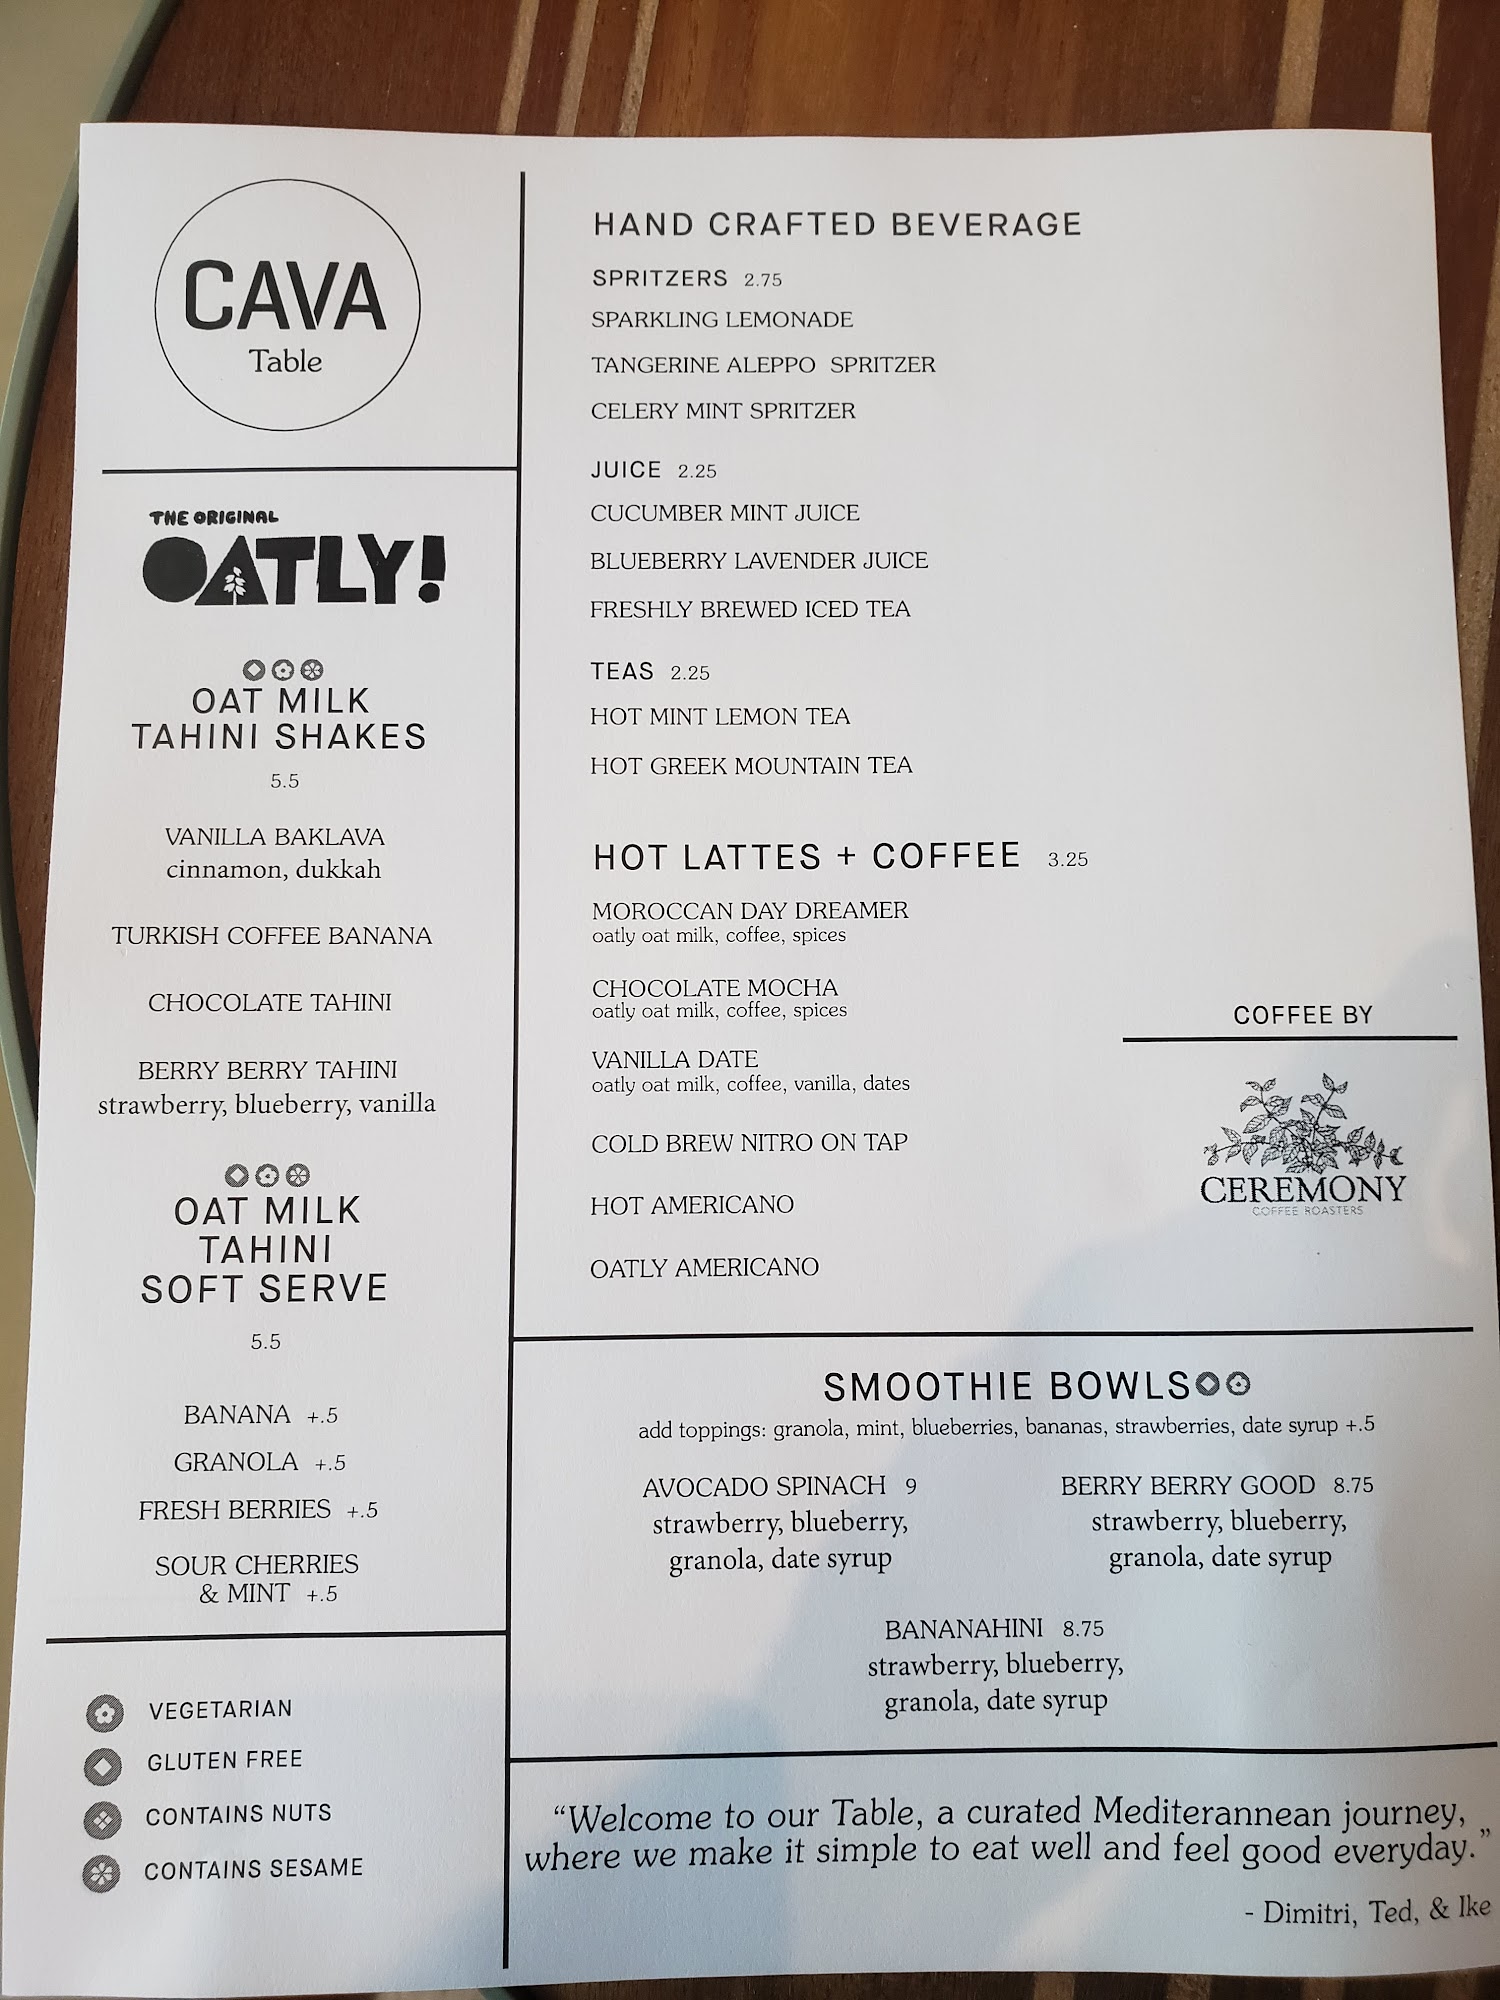 CAVA
Table
THE ORIGINAL
OATLY!
OAT MILK
TAHINI SHAKES
5.5
VANILLA BAKLAVA
cinnamon, dukkah
TURKISH COFFEE BANANA
CHOCOLATE TAHINI
BERRY BERRY TAHINI
strawberry, blueberry, vanilla
OAT MILK
TAHINI
SOFT SERVE
5.5
BANANA +.5
GRANOLA +.5
FRESH BERRIES +.5
SOUR CHERRIES
& MINT +.5
VEGETARIAN
GLUTEN FREE
CONTAINS NUTS
CONTAINS SESAME
HAND CRAFTED BEVERAGE
SPRITZERS 2.75
SPARKLING LEMONADE
TANGERINE ALEPPO SPRITZER
CELERY MINT SPRITZER
JUICE 2.25
CUCUMBER MINT JUICE
BLUEBERRY LAVENDER JUICE
FRESHLY BREWED ICED TEA
TEAS 2.25
HOT MINT LEMON TEA
HOT GREEK MOUNTAIN TEA
HOT LATTES + COFFEE 3.25
MOROCCAN DAY DREAMER
oatly oat milk, coffee, spices
CHOCOLATE MOCHA
oatly oat milk, coffee, spices
VANILLA DATE
oatly oat milk, coffee, vanilla, dates
COLD BREW NITRO ON TAP
HOT AMERICANO
OATLY AMERICANO
COFFEE BY
CEREMONY
COFFEE ROASTERS
SMOOTHIE BOWLS
add toppings: granola, mint, blueberries, bananas, strawberries, date syrup +.5
AVOCADO SPINACH 9
strawberry, blueberry,
granola, date syrup
BERRY BERRY GOOD 8.75
strawberry, blueberry,
granola, date syrup
BANANAHINI 8.75
strawberry, blueberry,
granola, date syrup
“Welcome to our Table, a curated Mediterannean journey,
where we make it simple to eat well and feel good everyday.”
- Dimitri, Ted, & Ike